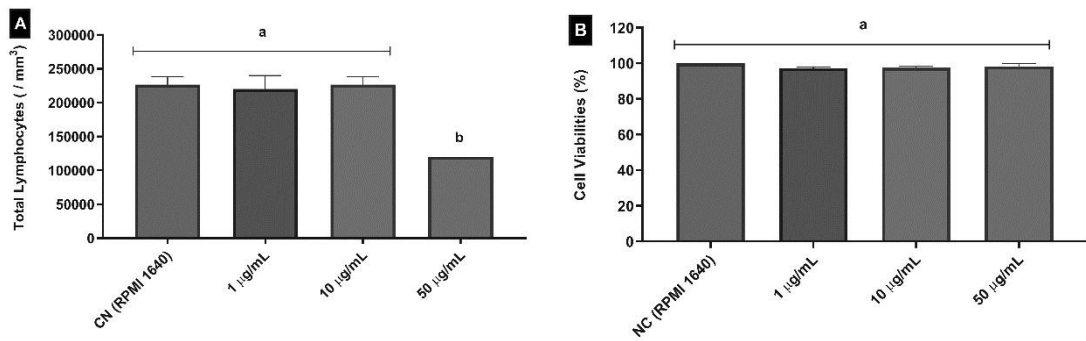 A
a
Total Lymphocytes ( / mm³)
300000
250000
200000
150000
100000
50000
0
b
CN (RPMI 1640)
1 µg/mL
10 µg/mL
50 µg/mL
B
a
Cell Viabilities (%)
120
100
80
60
40
20
0
NC (RPMI 1640)
1 µg/mL
10 µg/mL
50 µg/mL